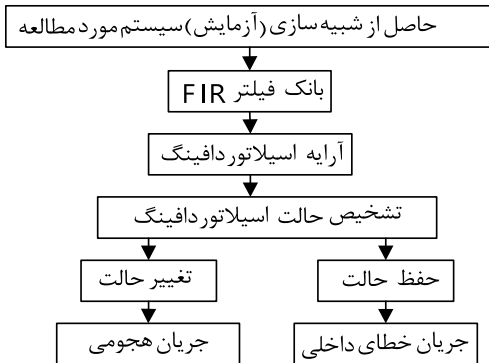 حاصل از شبیه سازی(آزمایش)سیستم مورد مطالعه
بانک فیلتر FIR
آرایه اسیلاتور دافینگ
تشخیص حالت اسیلاتور دافینگ
حفظ حالت
تغییر حالت
جریان خطای داخلی
جریان هجومی